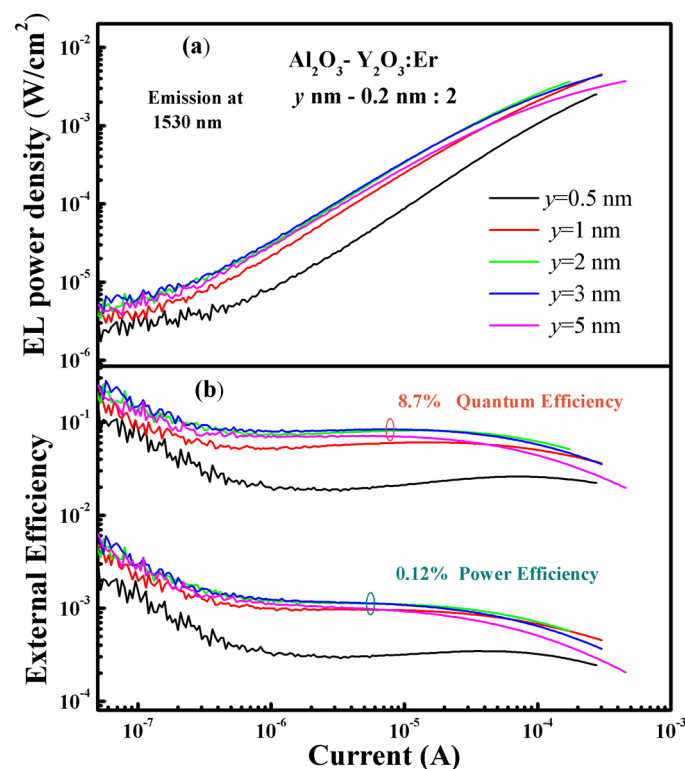 (a)
Al₂O₃- Y₂O₃:Er
y nm - 0.2 nm : 2
Emission at
1530 nm
EL power density (W/cm²)
10⁻²
10⁻³
10⁻⁴
10⁻⁵
10⁻⁶
y=0.5 nm
y=1 nm
y=2 nm
y=3 nm
y=5 nm
(b)
8.7% Quantum Efficiency
0.12% Power Efficiency
External Efficiency
10⁻¹
10⁻²
10⁻³
10⁻⁴
10⁻⁷ 10⁻⁶ 10⁻⁵ 10⁻⁴ 10⁻³
Current (A)